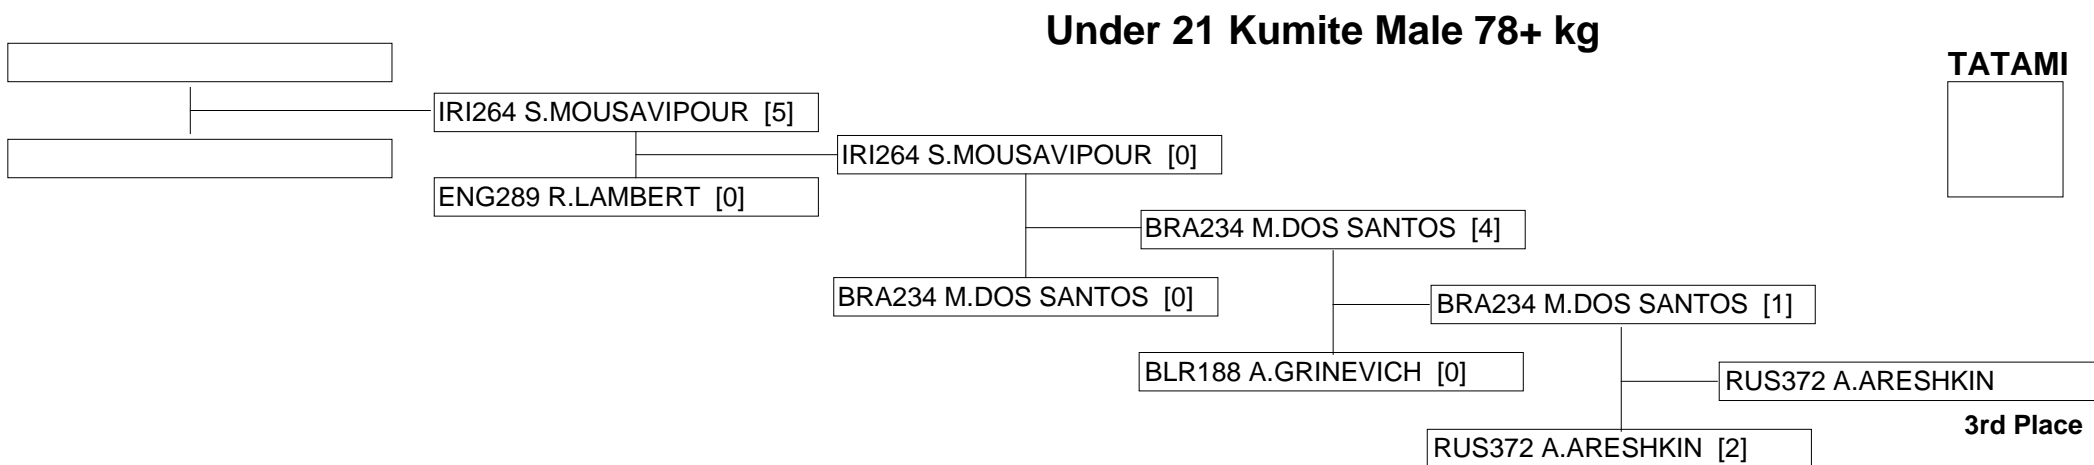 Under 21 Kumite Male 78+ kg
TATAMI
IRI264 S.MOUSAVIPOUR [5]
IRI264 S.MOUSAVIPOUR [0]
ENG289 R.LAMBERT [0]
BRA234 M.DOS SANTOS [4]
BRA234 M.DOS SANTOS [0]
BRA234 M.DOS SANTOS [1]
BLR188 A.GRINEVICH [0]
RUS372 A.ARESHKIN
3rd Place
RUS372 A.ARESHKIN [2]